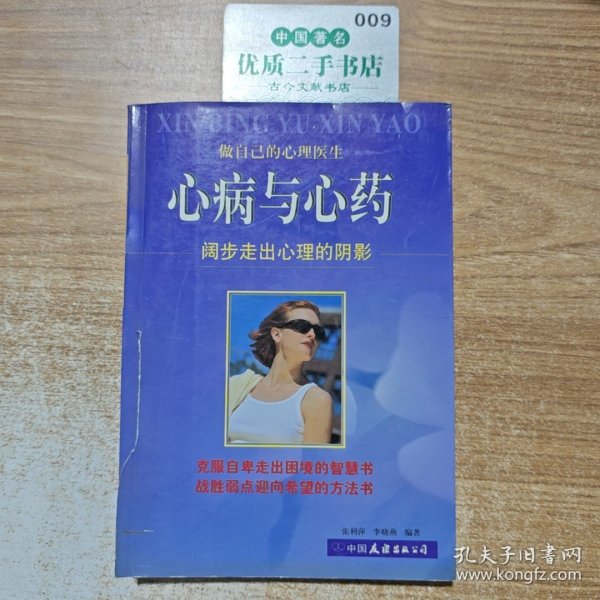 009
中国著名
优质二手书店
古今文献书店
XIN BING YU XIN YAO
做自己的心理医生
心病与心药
阔步走出心理的阴影
克服自卑走出困境的智慧书
战胜弱点迎向希望的方法书
张利萍 李晓燕 编著
中国友谊出版公司
孔夫子旧书网
www.kongfz.com